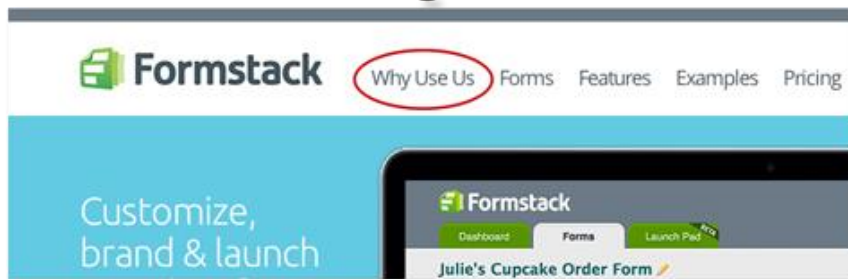 Formstack Why Use Us Forms Features Examples Pricing
Customize,
brand & launch
Formstack
Dashboard Forms Launch Pad BETA
Julie's Cupcake Order Form